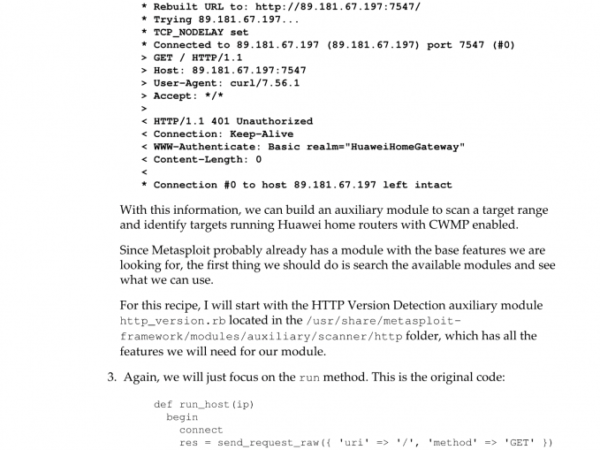 * Rebuilt URL to: http://89.181.67.197:7547/
* Trying 89.181.67.197...
* TCP_NODELAY set
* Connected to 89.181.67.197 (89.181.67.197) port 7547 (#0)
> GET / HTTP/1.1
> Host: 89.181.67.197:7547
> User-Agent: curl/7.56.1
> Accept: */*
>
< HTTP/1.1 401 Unauthorized
< Connection: Keep-Alive
< WWW-Authenticate: Basic realm="HuaweiHomeGateway"
< Content-Length: 0
<
* Connection #0 to host 89.181.67.197 left intact
With this information, we can build an auxiliary module to scan a target range
and identify targets running Huawei home routers with CWMP enabled.
Since Metasploit probably already has a module with the base features we are
looking for, the first thing we should do is search the available modules and see
what we can use.
For this recipe, I will start with the HTTP Version Detection auxiliary module
http_version.rb located in the /usr/share/metasploit-
framework/modules/auxiliary/scanner/http folder, which has all the
features we will need for our module.
3. Again, we will just focus on the run method. This is the original code:
def run_host(ip)
begin
connect
res = send_request_raw({ 'uri' => '/', 'method' => 'GET' })